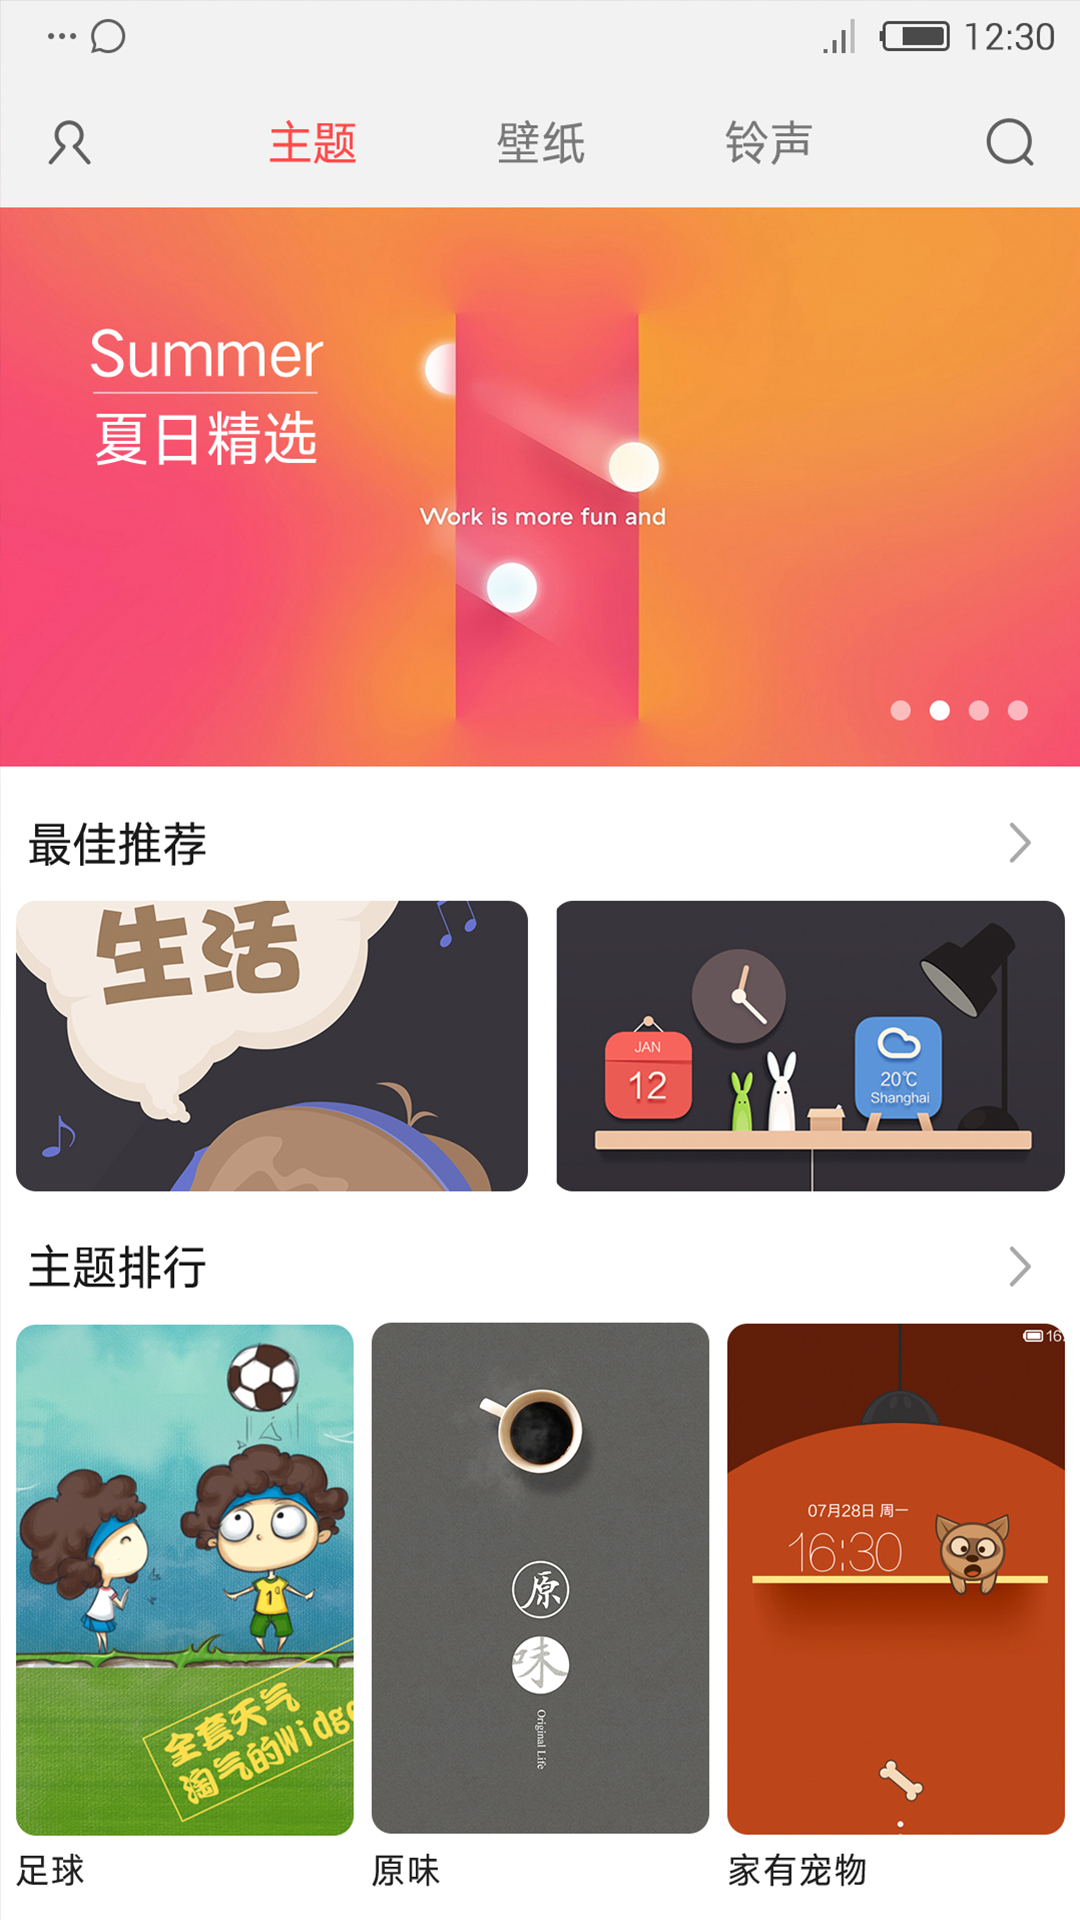 12:30
主题
壁纸
铃声
Summer
夏日精选
Work is more fun and
最佳推荐
生活
JAN
12
20℃
Shanghai
主题排行
全套天气
淘气的Widge
原
味
Original Life
16:
07月28日 周一
16:30
足球
原味
家有宠物